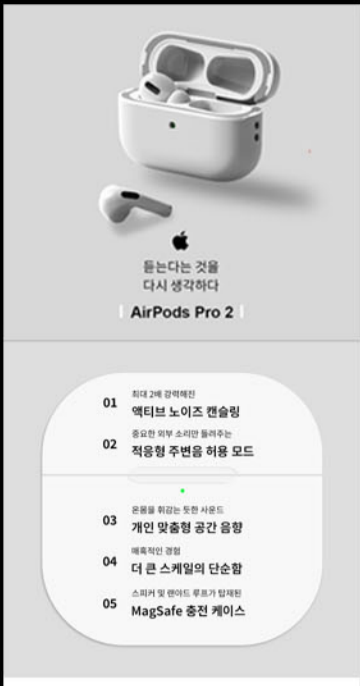 듣는다는 것을
다시 생각하다
AirPods Pro 2
01
최대 2배 강력해진
액티브 노이즈 캔슬링
02
중요한 외부 소리만 들려주는
적응형 주변음 허용 모드
03
온몸을 휘감는 듯한 사운드
개인 맞춤형 공간 음향
04
매혹적인 경험
더 큰 스케일의 단순함
05
스피커 및 랜야드 루프가 탑재된
MagSafe 충전 케이스